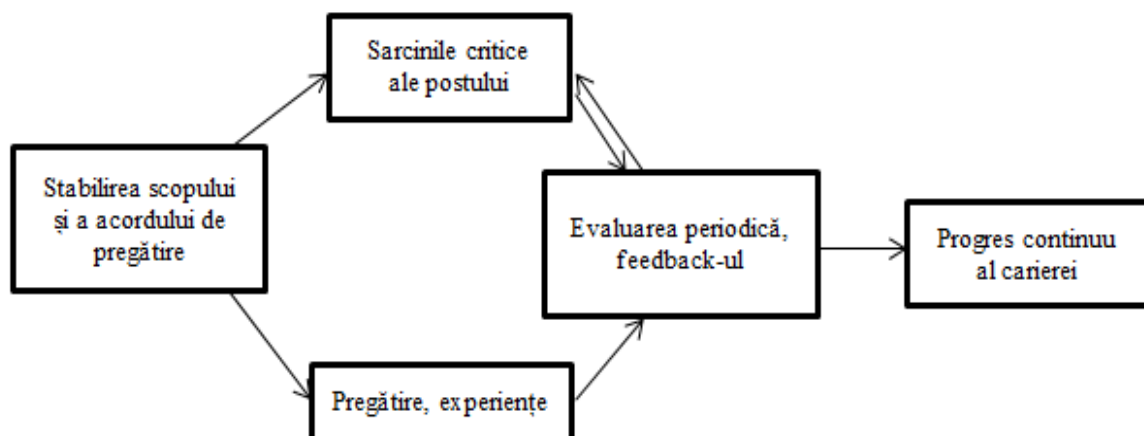 Sarcinile critice
ale postului
Stabilirea scopului
și a acordului de
pregătire
Evaluarea periodică,
feedback-ul
Progres continuu
al carierei
Pregătire, experiențe